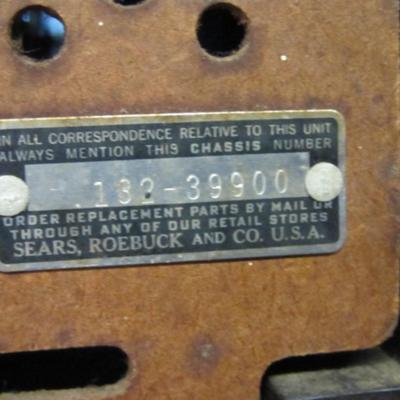 IN ALL CORRESPONDENCE RELATIVE TO THIS UNIT
ALWAYS MENTION THIS CHASSIS NUMBER
132-39900
ORDER REPLACEMENT PARTS BY MAIL OR
THROUGH ANY OF OUR RETAIL STORES
SEARS, ROEBUCK AND CO. U.S.A.